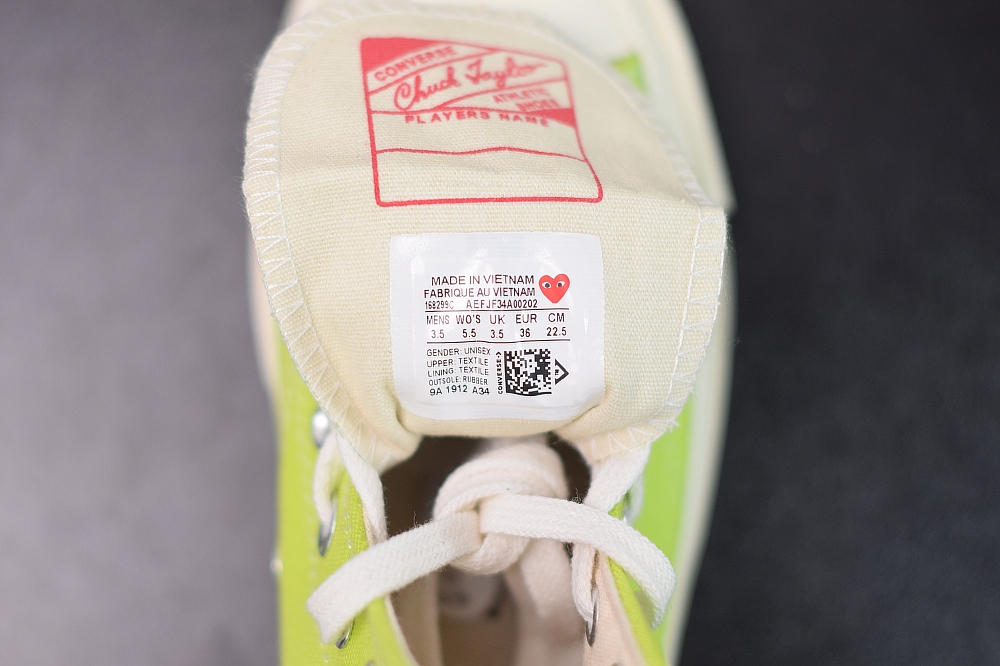 CONVERSE
Chuck Taylor
ATHLETIC
SHOES
PLAYERS NAME
MADE IN VIETNAM
FABRIQUE AU VIETNAM
168299C AEFJF34A00202
MENS WO'S UK EUR CM
3.5 5.5 3.5 36 22.5
GENDER: UNISEX
UPPER: TEXTILE
LINING: TEXTILE
OUTSOLE: RUBBER
9A 1912 A34
CONVERSE